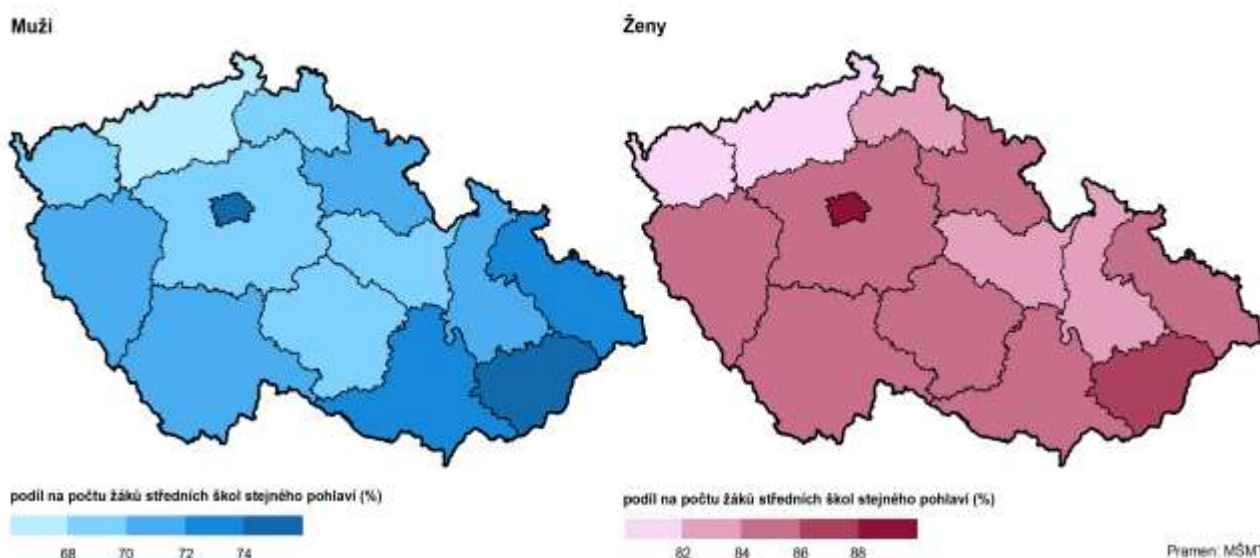 Muži
Ženy
podíl na počtu žáků středních škol stejného pohlaví (%)
68 70 72 74
podíl na počtu žáků středních škol stejného pohlaví (%)
82 84 86 88
Pramen: MŠMT